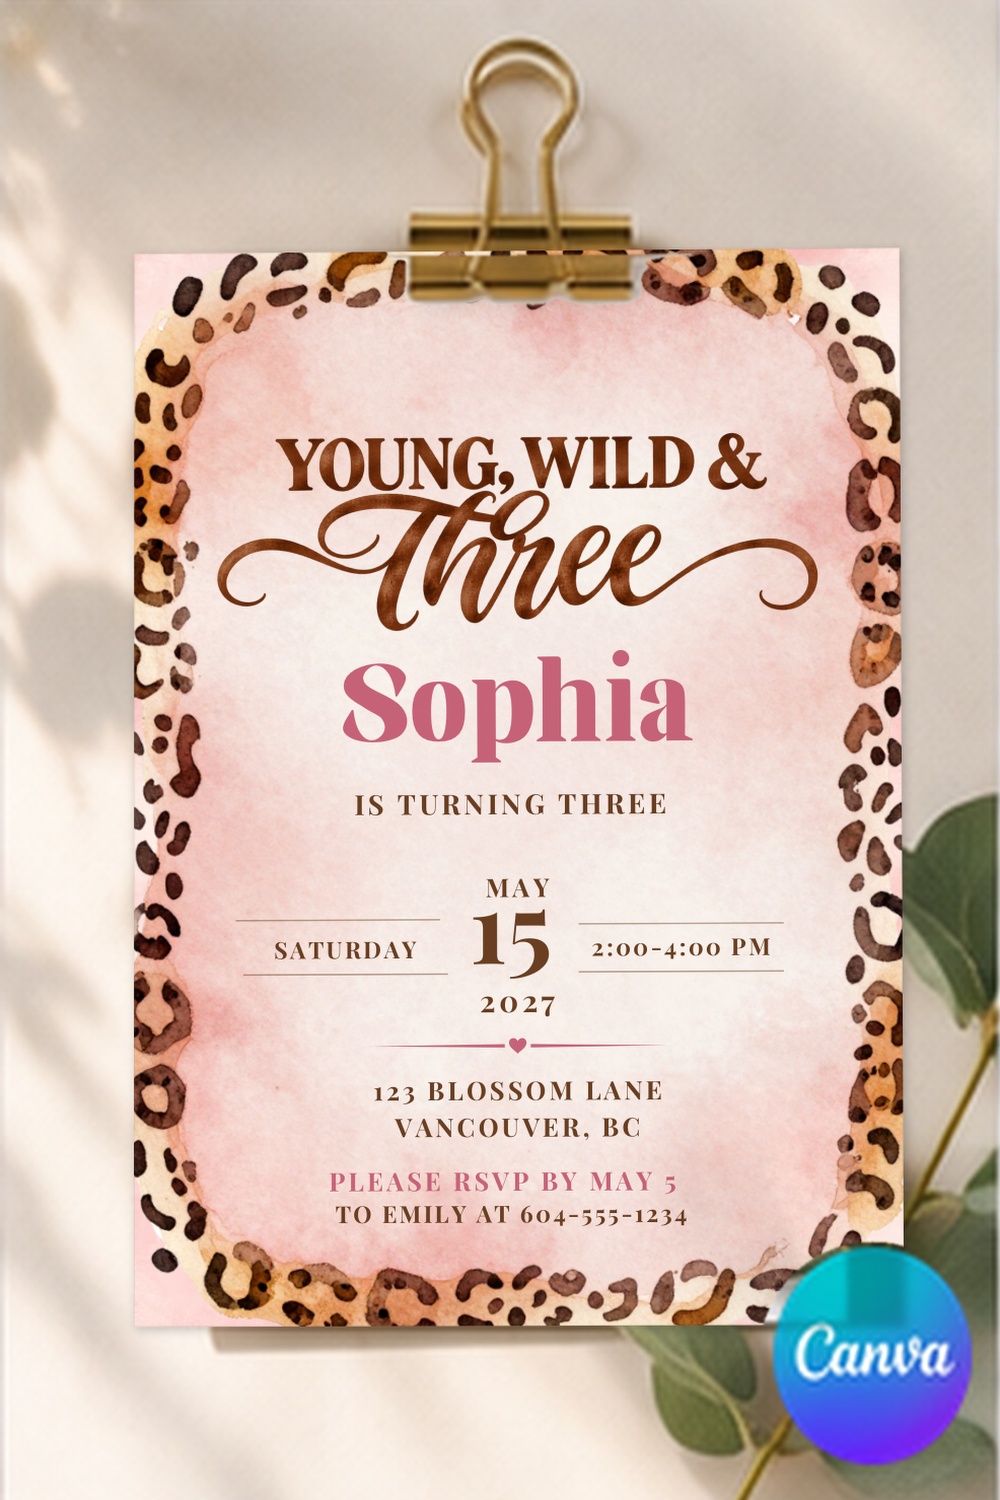 YOUNG, WILD &
Three
Sophia
IS TURNING THREE
MAY
SATURDAY
15
2:00-4:00 PM
2027
123 BLOSSOM LANE
VANCOUVER, BC
PLEASE RSVP BY MAY 5
TO EMILY AT 604-555-1234
Canva